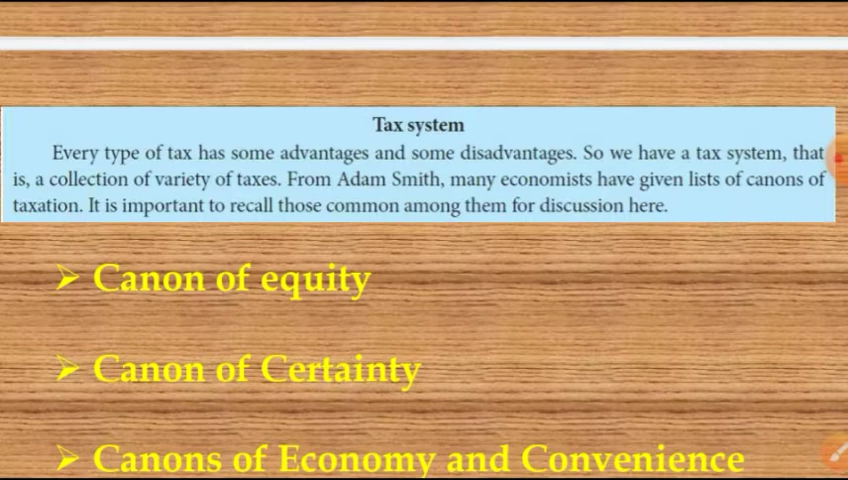 Tax system
Every type of tax has some advantages and some disadvantages. So we have a tax system, that
is, a collection of variety of taxes. From Adam Smith, many economists have given lists of canons of
taxation. It is important to recall those common among them for discussion here.
➢ Canon of equity
➢ Canon of Certainty
➢ Canons of Economy and Convenience